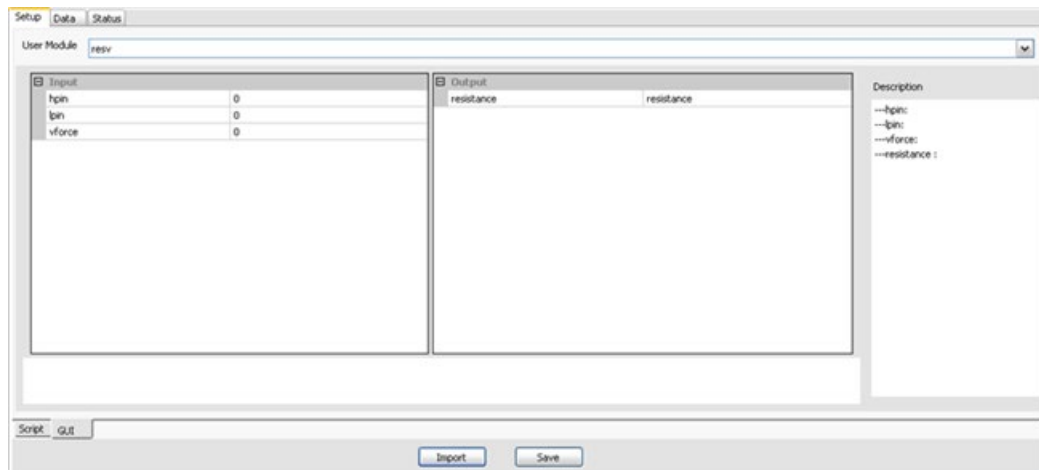 Setup Data Status
User Module resv
Input
hpin 0
lpin 0
vforce 0
Output
resistance resistance
Description
---hpin:
---lpin:
---vforce:
---resistance :
Script GUI
Import Save